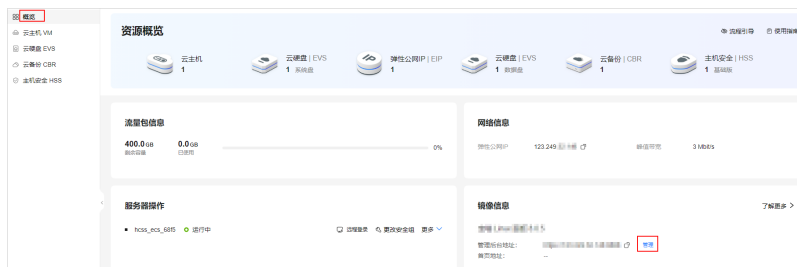 概览
云主机 VM
云硬盘 EVS
云备份 CBR
主机安全 HSS
资源概览
流程引导
使用指南
云主机
1
云硬盘 | EVS
1 系统盘
弹性公网IP | EIP
1
云硬盘 | EVS
1 数据盘
云备份 | CBR
1
主机安全 | HSS
1 基础版
流量包信息
400.0 GB
剩余容量
0.0 GB
已使用
0%
网络信息
弹性公网IP 123.249.
峰值带宽 3 Mbit/s
服务器操作
hcss_ecs_68f5 运行中
远程登录 更改安全组 更多
镜像信息
了解更多 >
管理后台地址: 管理
首页地址: --